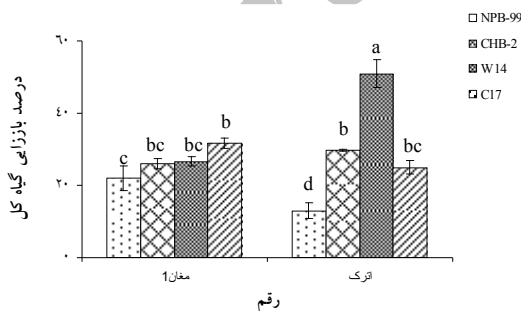 NPB-99
CHB-2
W14
C17
درصد باززایی گیاه کل
۶۰
۴۰
۲۰
۰
c
bc
bc
b
d
b
a
bc
مغان1
اترک
رقم